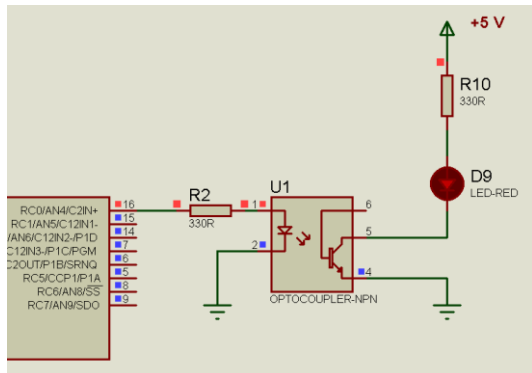 +5 V
R10
330R
D9
LED-RED
R2
330R
U1
1
2
6
5
4
OPTOCOUPLER-NPN
RC0/AN4/C2IN+ 16
RC1/AN5/C12IN1- 15
/AN6/C12IN2-/P1D 14
C12IN3-/P1C/PGM 7
C2OUT/P1B/SRNQ 6
RC5/CCP1/P1A 5
RC6/AN8/SS 8
RC7/AN9/SDO 9